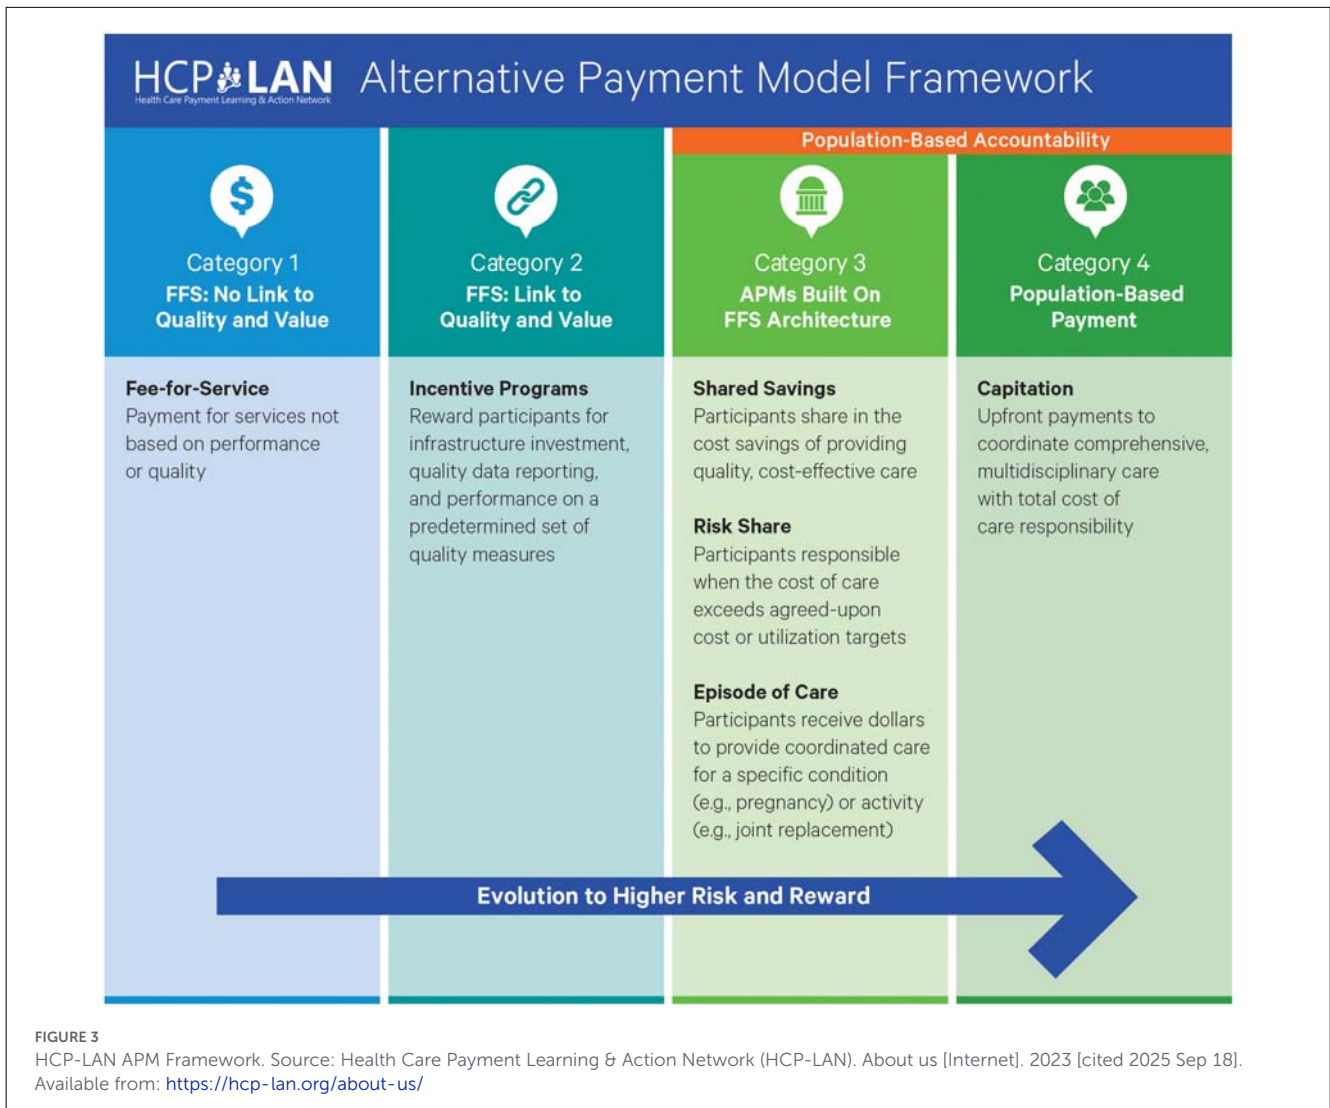 HCP LAN
Health Care Payment Learning & Action Network
Alternative Payment Model Framework
Population-Based Accountability
$
Category 1
FFS: No Link to
Quality and Value
Fee-for-Service
Payment for services not
based on performance
or quality
Category 2
FFS: Link to
Quality and Value
Incentive Programs
Reward participants for
infrastructure investment,
quality data reporting,
and performance on a
predetermined set of
quality measures
Category 3
APMs Built On
FFS Architecture
Shared Savings
Participants share in the
cost savings of providing
quality, cost-effective care
Risk Share
Participants responsible
when the cost of care
exceeds agreed-upon
cost or utilization targets
Episode of Care
Participants receive dollars
to provide coordinated care
for a specific condition
(e.g., pregnancy) or activity
(e.g., joint replacement)
Category 4
Population-Based
Payment
Capitation
Upfront payments to
coordinate comprehensive,
multidisciplinary care
with total cost of
care responsibility
Evolution to Higher Risk and Reward
FIGURE 3
HCP-LAN APM Framework. Source: Health Care Payment Learning & Action Network (HCP-LAN). About us [Internet]. 2023 [cited 2025 Sep 18].
Available from: https://hcp-lan.org/about-us/